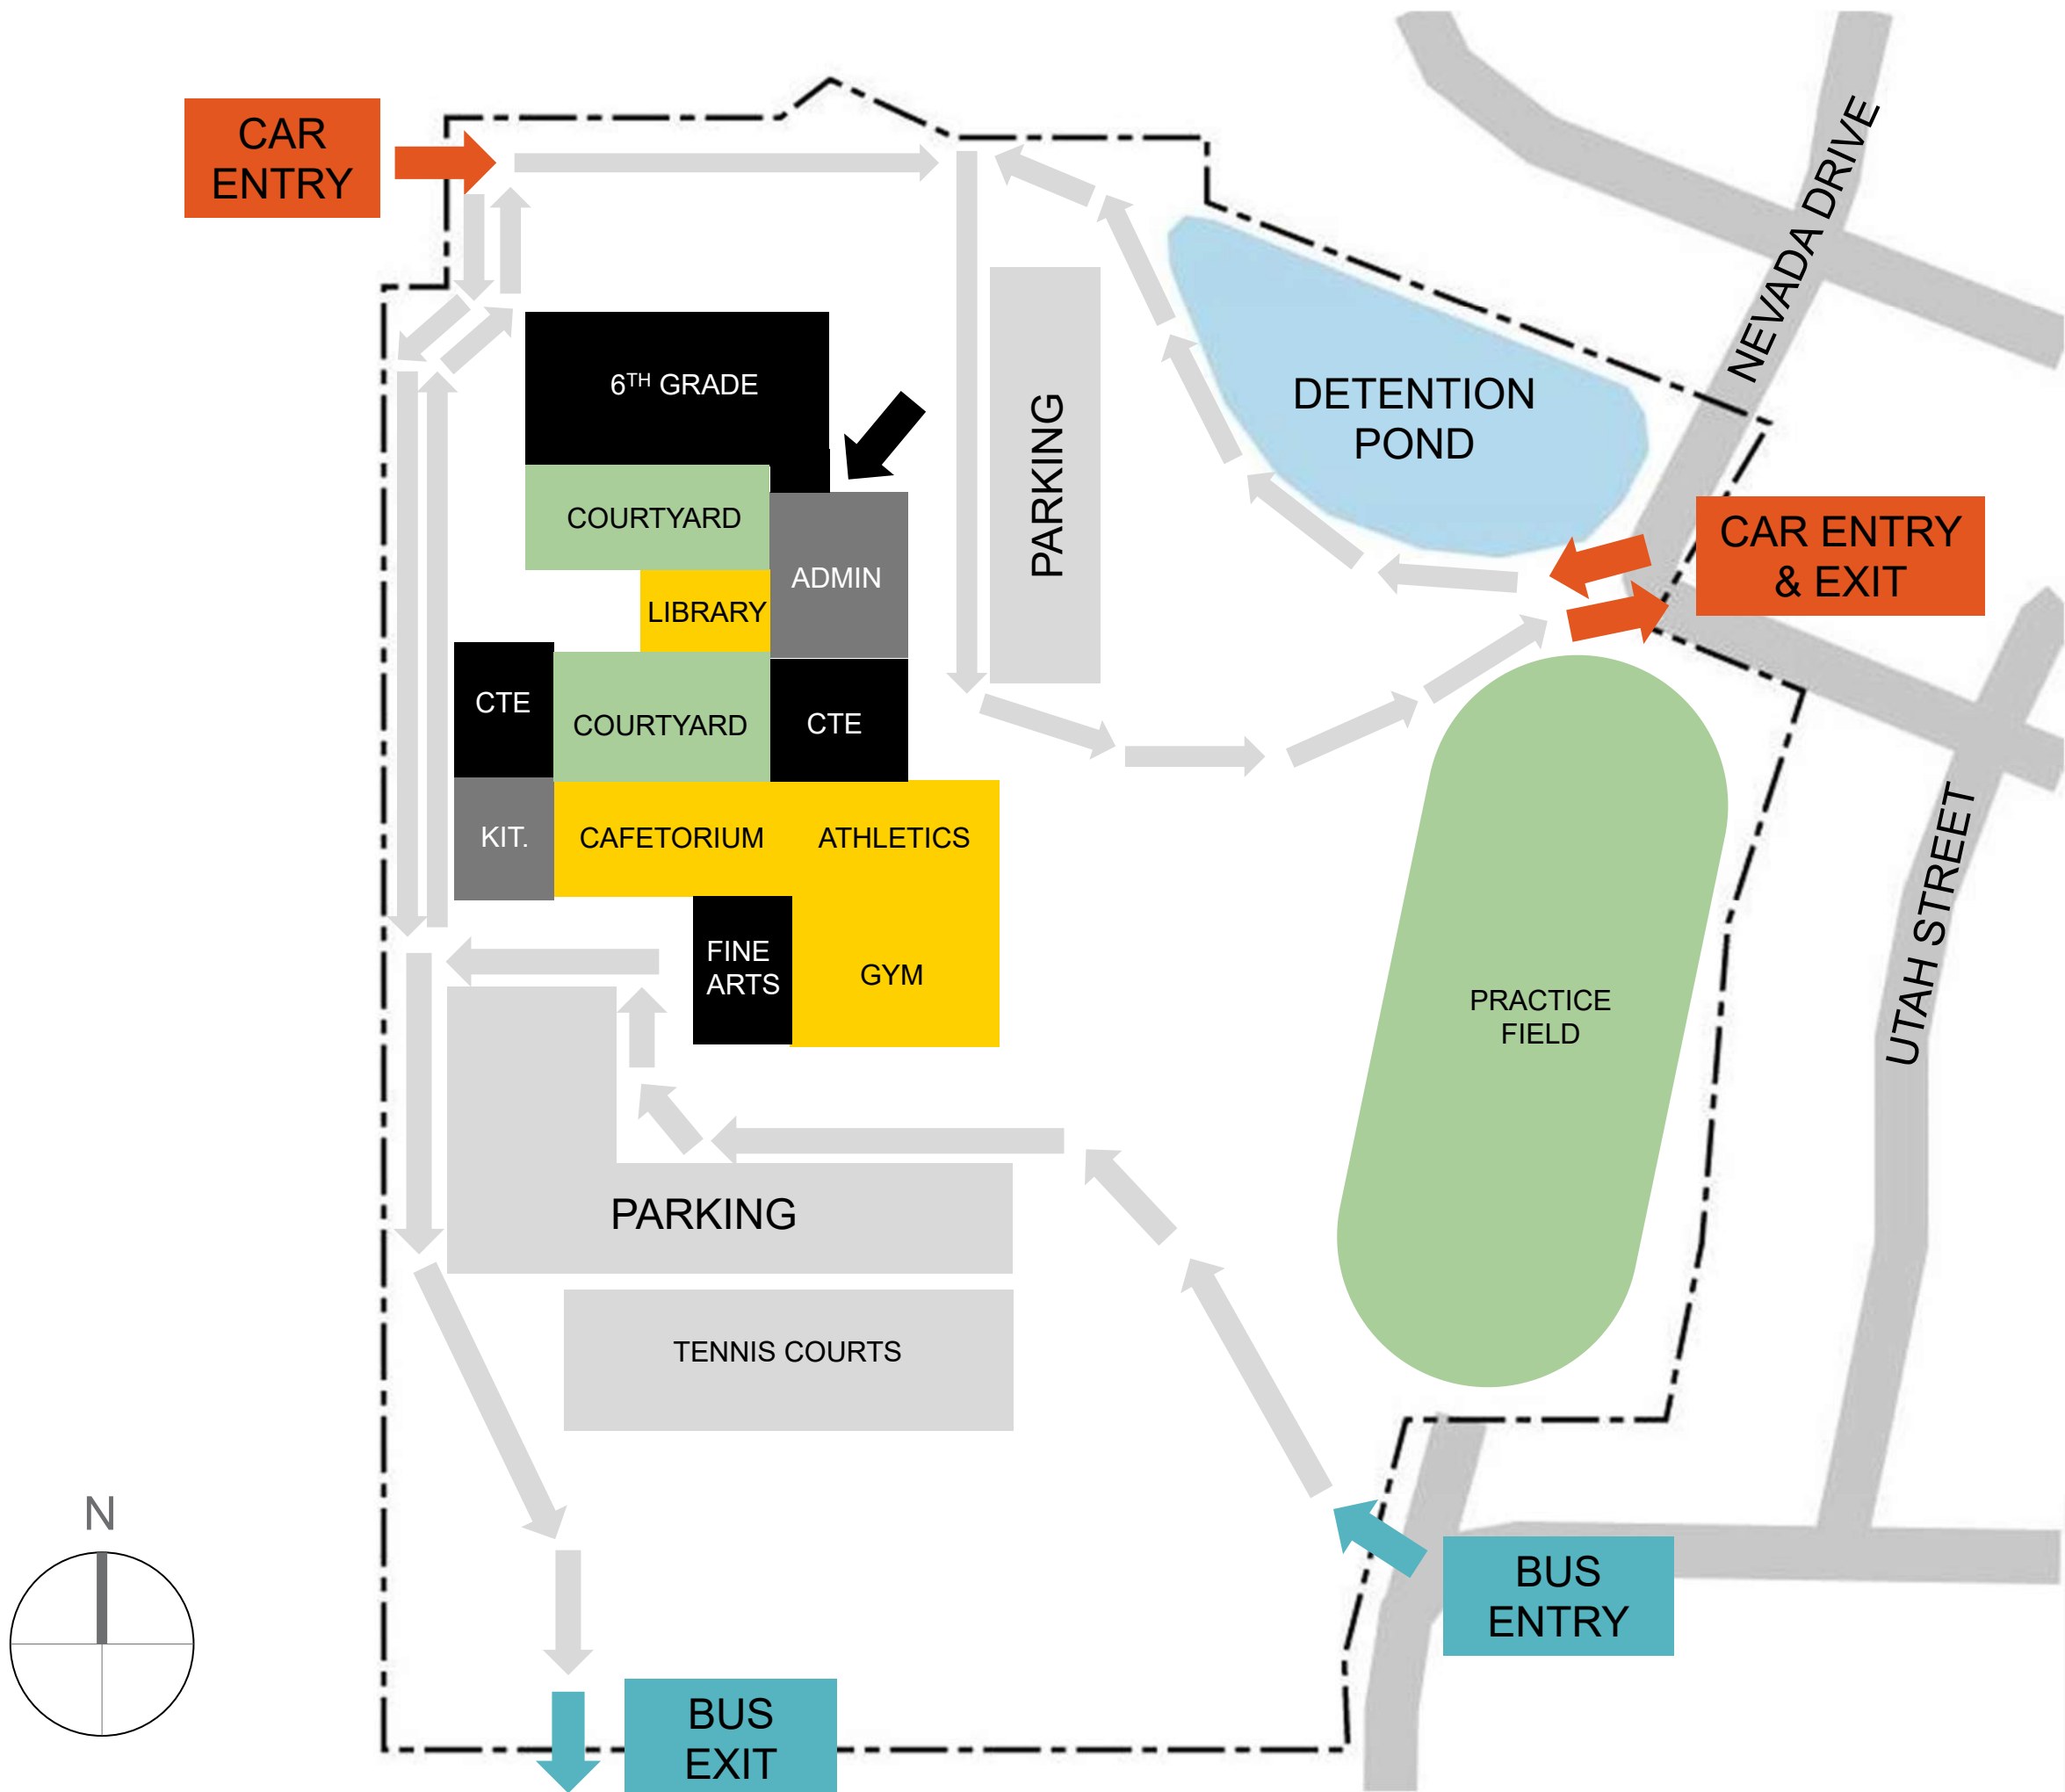 CAR
ENTRY
NEVADA DRIVE
6TH GRADE
PARKING
DETENTION
POND
COURTYARD
ADMIN
CAR ENTRY
& EXIT
LIBRARY
CTE
COURTYARD
CTE
KIT.
CAFETORIUM
ATHLETICS
UTAH STREET
FINE
ARTS
GYM
PRACTICE
FIELD
PARKING
TENNIS COURTS
N
BUS
ENTRY
BUS
EXIT